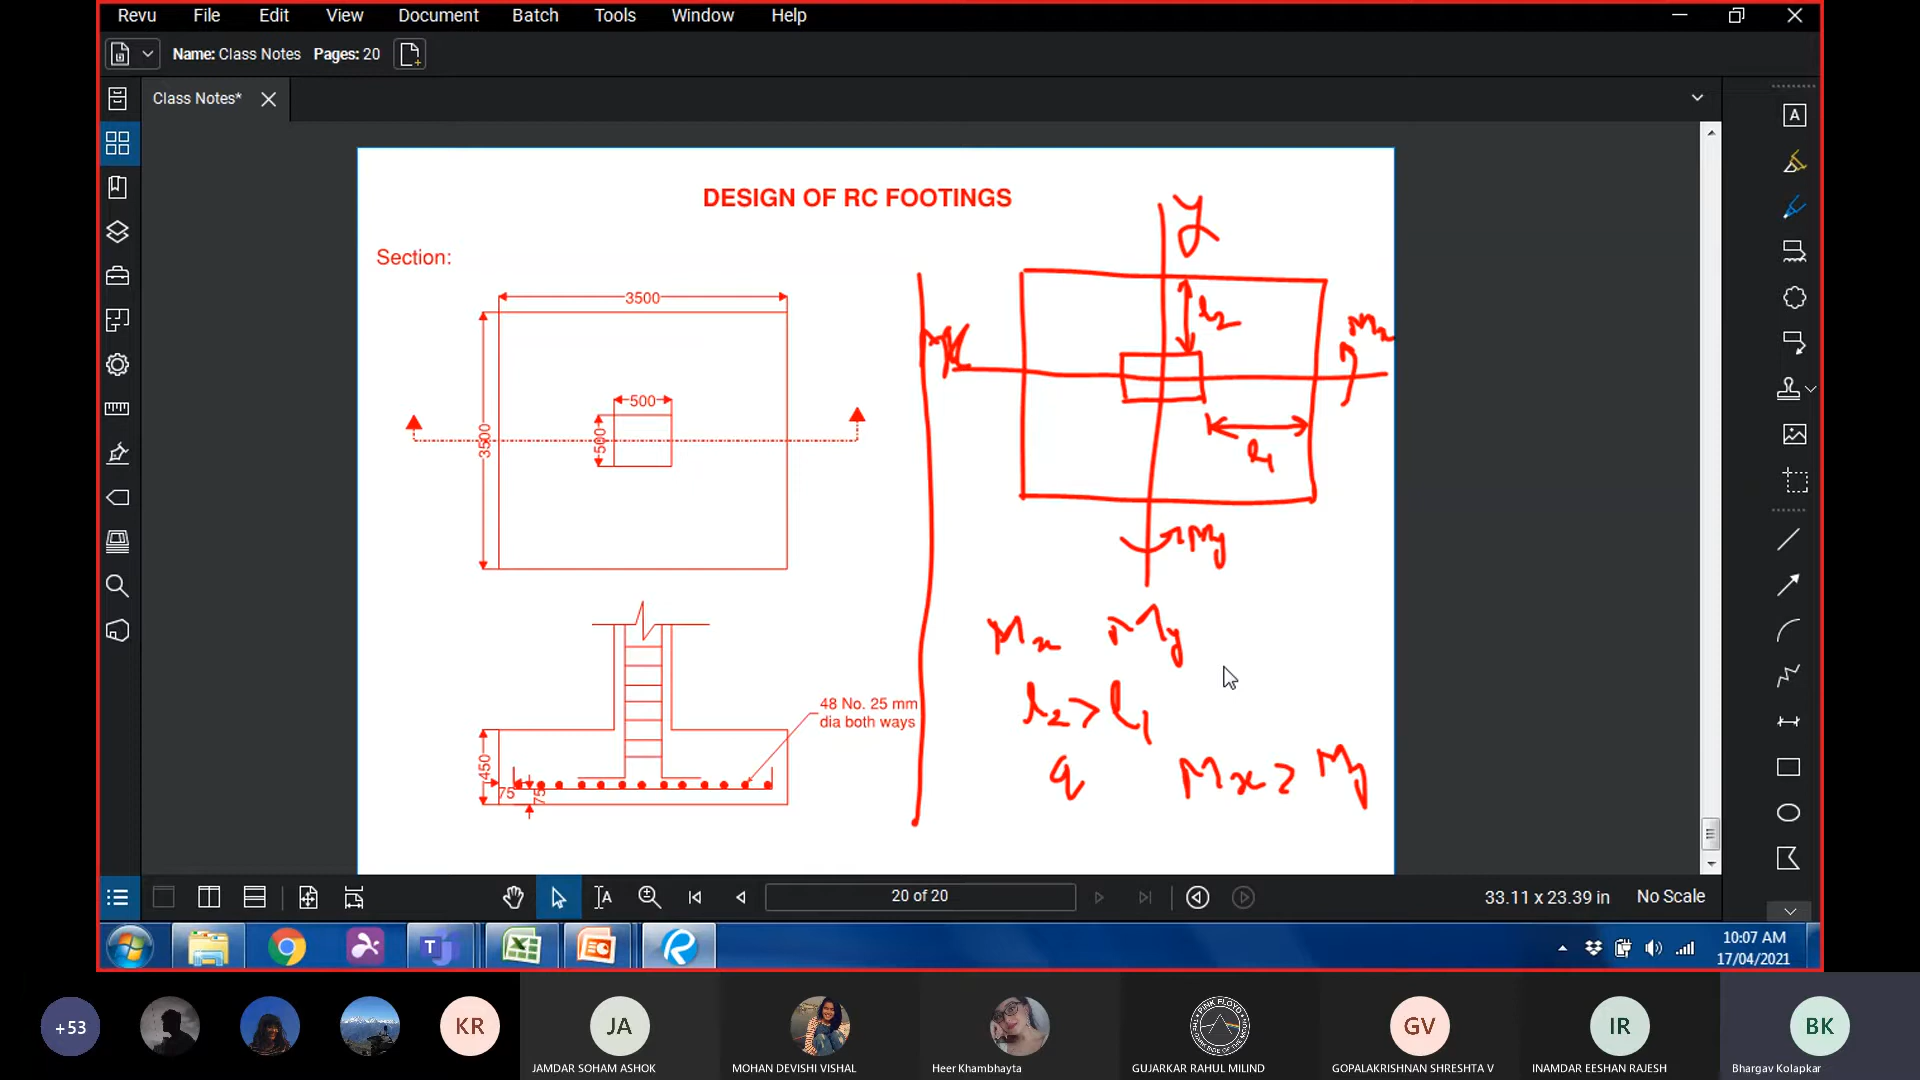 Revu File Edit View Document Batch Tools Window Help
Name: Class Notes Pages: 20
Class Notes*
DESIGN OF RC FOOTINGS
Section:
3500
3500
500
500
450
75
75
48 No. 25 mm
dia both ways
y
l2
Mx
l1
My
Mx My
l2 > l1
q Mx > My
20 of 20
33.11 x 23.39 in No Scale
10:07 AM
17/04/2021
+53
KR
JA
JAMDAR SOHAM ASHOK
MOHAN DEVISHI VISHAL
Heer Khambhayta
PINK FLOYD
GUJARKAR RAHUL MILIND
GV
GOPALAKRISHNAN SHRESHTA V
IR
INAMDAR EESHAN RAJESH
BK
Bhargav Kolapkar